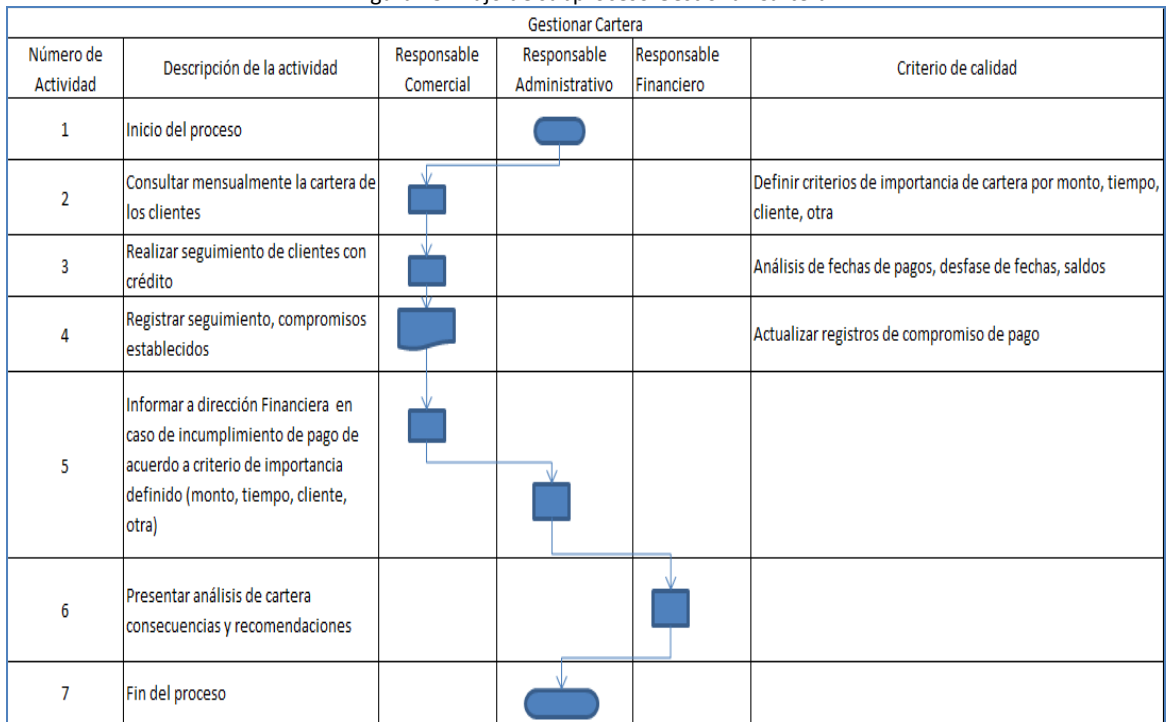 Gestionar Cartera
Número de
Actividad
Descripción de la actividad
Responsable
Comercial
Responsable
Administrativo
Responsable
Financiero
Criterio de calidad
1
Inicio del proceso
2
Consultar mensualmente la cartera de
los clientes
Definir criterios de importancia de cartera por monto, tiempo,
cliente, otra
3
Realizar seguimiento de clientes con
crédito
Análisis de fechas de pagos, desfase de fechas, saldos
4
Registrar seguimiento, compromisos
establecidos
Actualizar registros de compromiso de pago
5
Informar a dirección Financiera en
caso de incumplimiento de pago de
acuerdo a criterio de importancia
definido (monto, tiempo, cliente,
otra)
6
Presentar análisis de cartera
consecuencias y recomendaciones
7
Fin del proceso